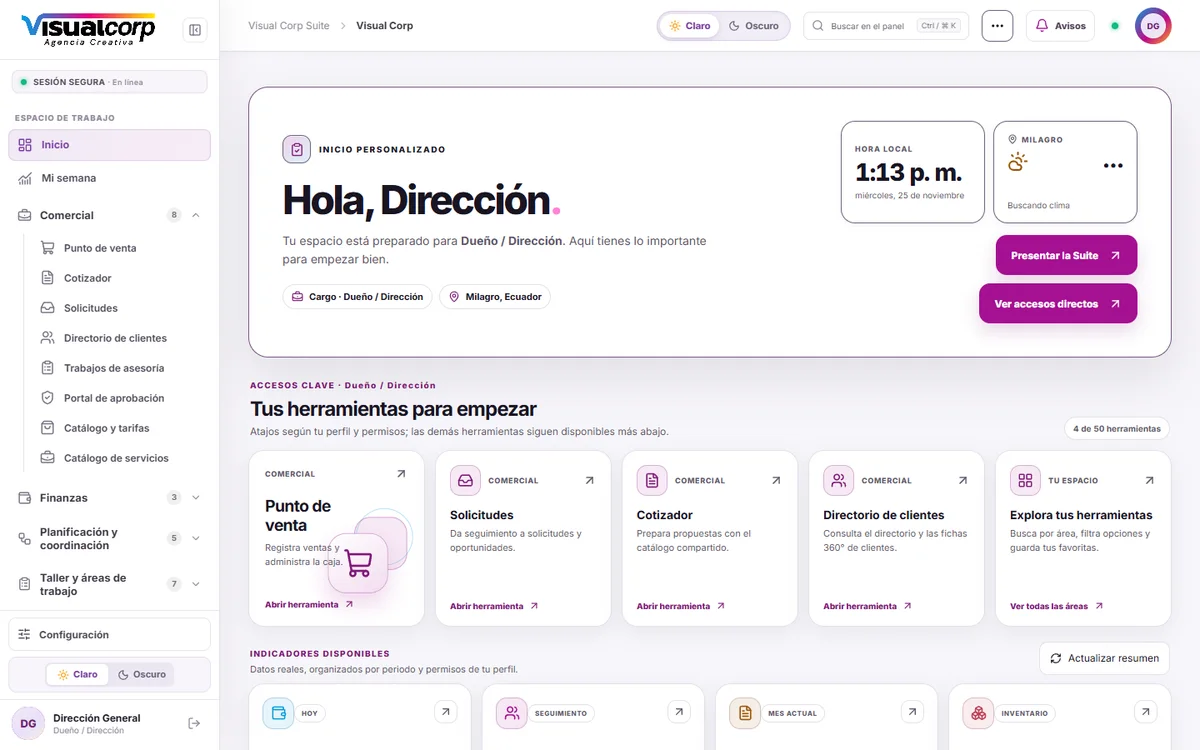 Visualcorp
Agencia Creativa
SESIÓN SEGURA · En línea
ESPACIO DE TRABAJO
Inicio
Mi semana
Comercial 8
Punto de venta
Cotizador
Solicitudes
Directorio de clientes
Trabajos de asesoría
Portal de aprobación
Catálogo y tarifas
Catálogo de servicios
Finanzas 3
Planificación y
coordinación 5
Taller y áreas de
trabajo 7
Configuración
Claro Oscuro
DG
Dirección General
Dueño / Dirección
Visual Corp Suite > Visual Corp
Claro Oscuro
Buscar en el panel Ctrl / ⌘ K
Avisos
DG
INICIO PERSONALIZADO
Hola, Dirección.
Tu espacio está preparado para Dueño / Dirección. Aquí tienes lo importante
para empezar bien.
Cargo · Dueño / Dirección
Milagro, Ecuador
HORA LOCAL
1:13 p. m.
miércoles, 25 de noviembre
MILAGRO
Buscando clima
Presentar la Suite
Ver accesos directos
ACCESOS CLAVE · Dueño / Dirección
Tus herramientas para empezar
Atajos según tu perfil y permisos; las demás herramientas siguen disponibles más abajo.
4 de 50 herramientas
COMERCIAL
Punto de
venta
Registra ventas y
administra la caja.
Abrir herramienta
COMERCIAL
Solicitudes
Da seguimiento a solicitudes y
oportunidades.
Abrir herramienta
COMERCIAL
Cotizador
Prepara propuestas con el
catálogo compartido.
Abrir herramienta
COMERCIAL
Directorio de clientes
Consulta el directorio y las fichas
360° de clientes.
Abrir herramienta
TU ESPACIO
Explora tus herramientas
Busca por área, filtra opciones y
guarda tus favoritas.
Ver todas las áreas
INDICADORES DISPONIBLES
Datos reales, organizados por periodo y permisos de tu perfil.
Actualizar resumen
HOY
SEGUIMIENTO
MES ACTUAL
INVENTARIO